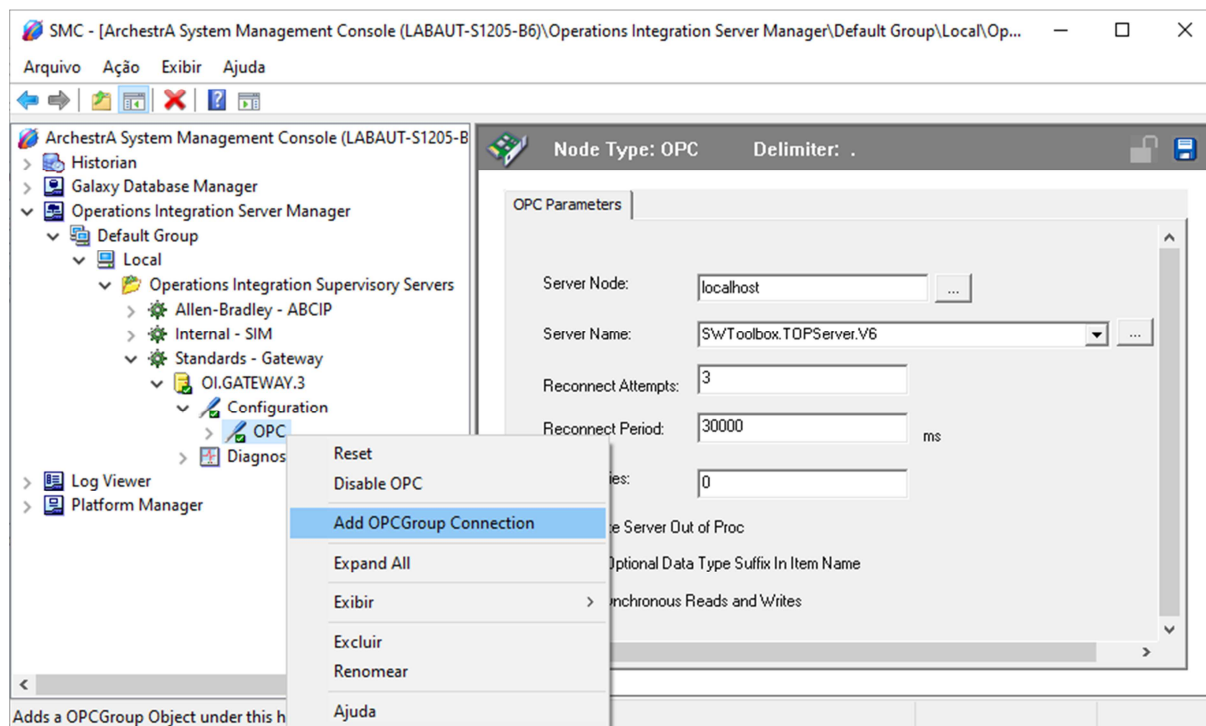 SMC - [ArchestrA System Management Console (LABAUT-S1205-B6)\Operations Integration Server Manager\Default Group\Local\Op...
Arquivo Ação Exibir Ajuda
ArchestrA System Management Console (LABAUT-S1205-B
Historian
Galaxy Database Manager
Operations Integration Server Manager
Default Group
Local
Operations Integration Supervisory Servers
Allen-Bradley - ABCIP
Internal - SIM
Standards - Gateway
OI.GATEWAY.3
Configuration
OPC
Diagnos
Log Viewer
Platform Manager
Reset
Disable OPC
Add OPCGroup Connection
Expand All
Exibir
Excluir
Renomear
Ajuda
Node Type: OPC Delimiter: .
OPC Parameters
Server Node: localhost ...
Server Name: SWToolbox.TOPServer.V6 ...
Reconnect Attempts: 3
Reconnect Period: 30000 ms
ies: 0
te Server Out of Proc
Optional Data Type Suffix In Item Name
nchronous Reads and Writes
Adds a OPCGroup Object under this h